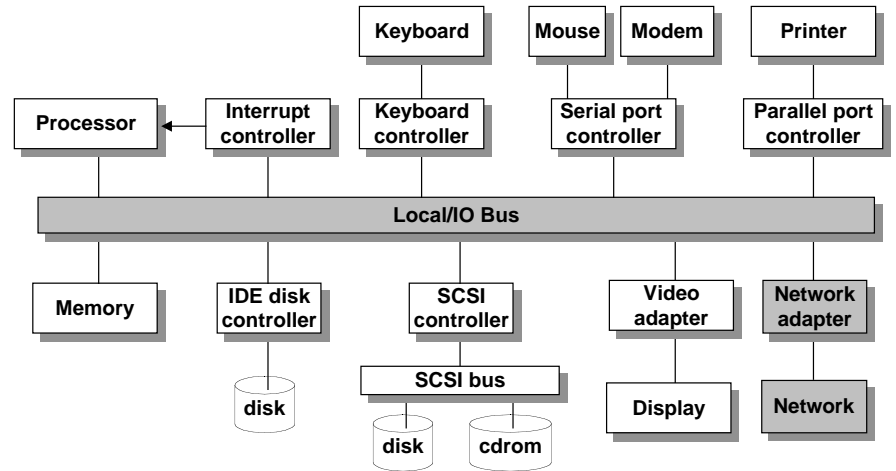 Keyboard
Mouse
Modem
Printer
Processor
Interrupt
controller
Keyboard
controller
Serial port
controller
Parallel port
controller
Local/IO Bus
Memory
IDE disk
controller
SCSI
controller
Video
adapter
Network
adapter
SCSI bus
disk
Display
Network
disk
cdrom